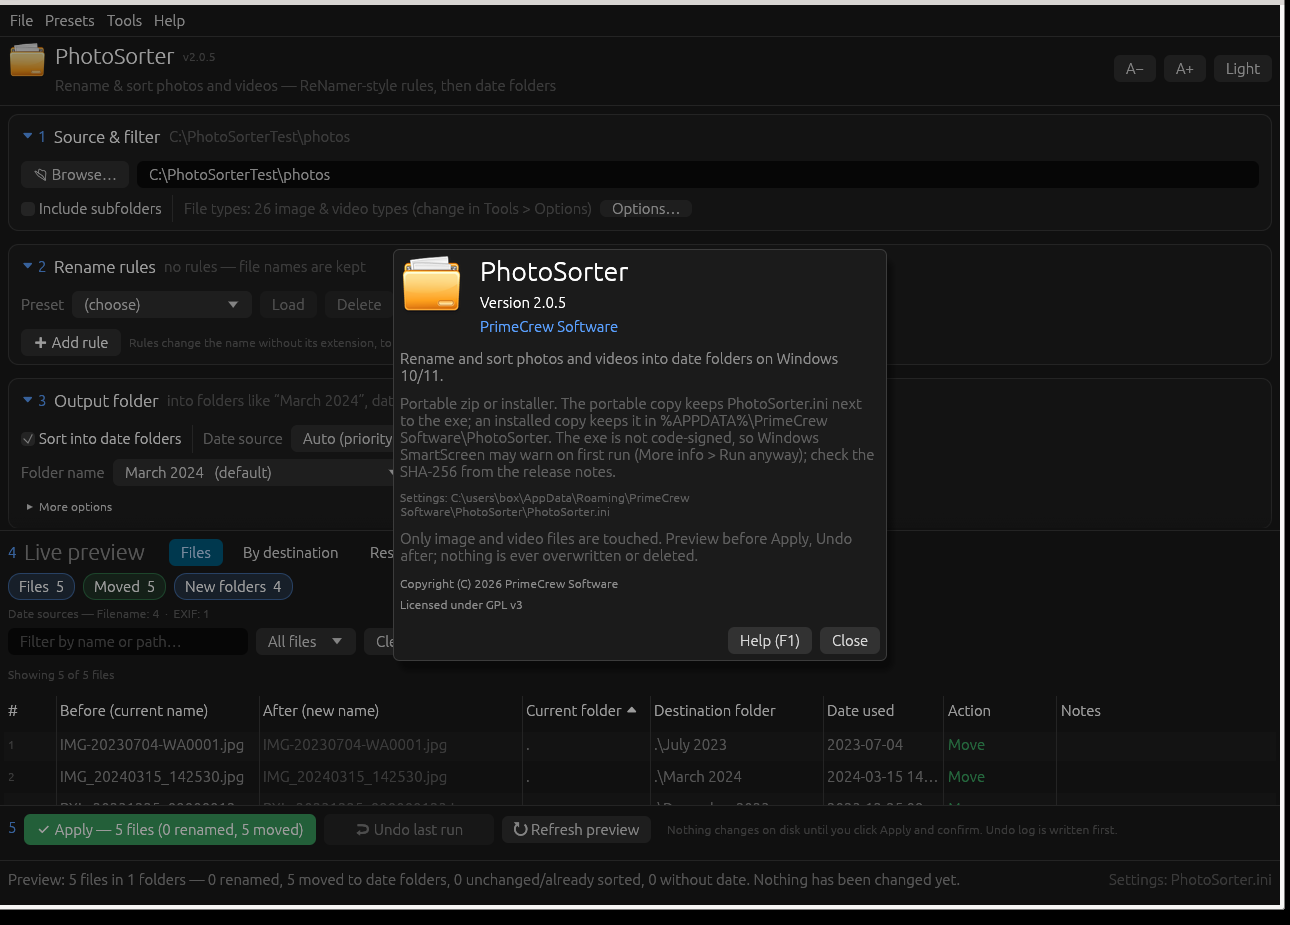 File Presets Tools Help
PhotoSorter v2.0.5
Rename & sort photos and videos — ReNamer-style rules, then date folders
A− A+ Light
1 Source & filter C:\PhotoSorterTest\photos
Browse… C:\PhotoSorterTest\photos
Include subfolders File types: 26 image & video types (change in Tools > Options) Options…
2 Rename rules no rules — file names are kept
Preset (choose) Load Delete
+ Add rule Rules change the name without its extension, to
3 Output folder into folders like "March 2024", dat
✓ Sort into date folders Date source Auto (priority
Folder name March 2024 (default)
More options
PhotoSorter
Version 2.0.5
PrimeCrew Software
Rename and sort photos and videos into date folders on Windows
10/11.
Portable zip or installer. The portable copy keeps PhotoSorter.ini next
to the exe; an installed copy keeps it in %APPDATA%\PrimeCrew
Software\PhotoSorter. The exe is not code-signed, so Windows
SmartScreen may warn on first run (More info > Run anyway); check the
SHA-256 from the release notes.
Settings: C:\users\box\AppData\Roaming\PrimeCrew
Software\PhotoSorter\PhotoSorter.ini
Only image and video files are touched. Preview before Apply, Undo
after; nothing is ever overwritten or deleted.
Copyright (C) 2026 PrimeCrew Software
Licensed under GPL v3
Help (F1) Close
4 Live preview Files By destination Res
Files 5 Moved 5 New folders 4
Date sources — Filename: 4 · EXIF: 1
Filter by name or path… All files Cle
Showing 5 of 5 files
# Before (current name) After (new name) Current folder Destination folder Date used Action Notes
1 IMG-20230704-WA0001.jpg IMG-20230704-WA0001.jpg . .\July 2023 2023-07-04 Move
2 IMG_20240315_142530.jpg IMG_20240315_142530.jpg . .\March 2024 2024-03-15 14… Move
5 ✓ Apply — 5 files (0 renamed, 5 moved) Undo last run Refresh preview Nothing changes on disk until you click Apply and confirm. Undo log is written first.
Preview: 5 files in 1 folders — 0 renamed, 5 moved to date folders, 0 unchanged/already sorted, 0 without date. Nothing has been changed yet. Settings: PhotoSorter.ini